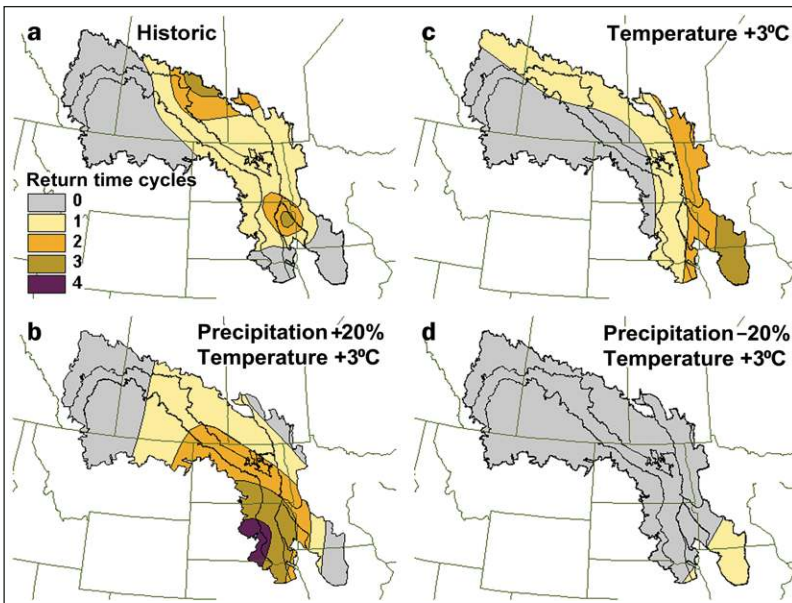 a
Historic
Return time cycles
0
1
2
3
4
c
Temperature +3ºC
b
Precipitation +20%
Temperature +3ºC
d
Precipitation –20%
Temperature +3ºC